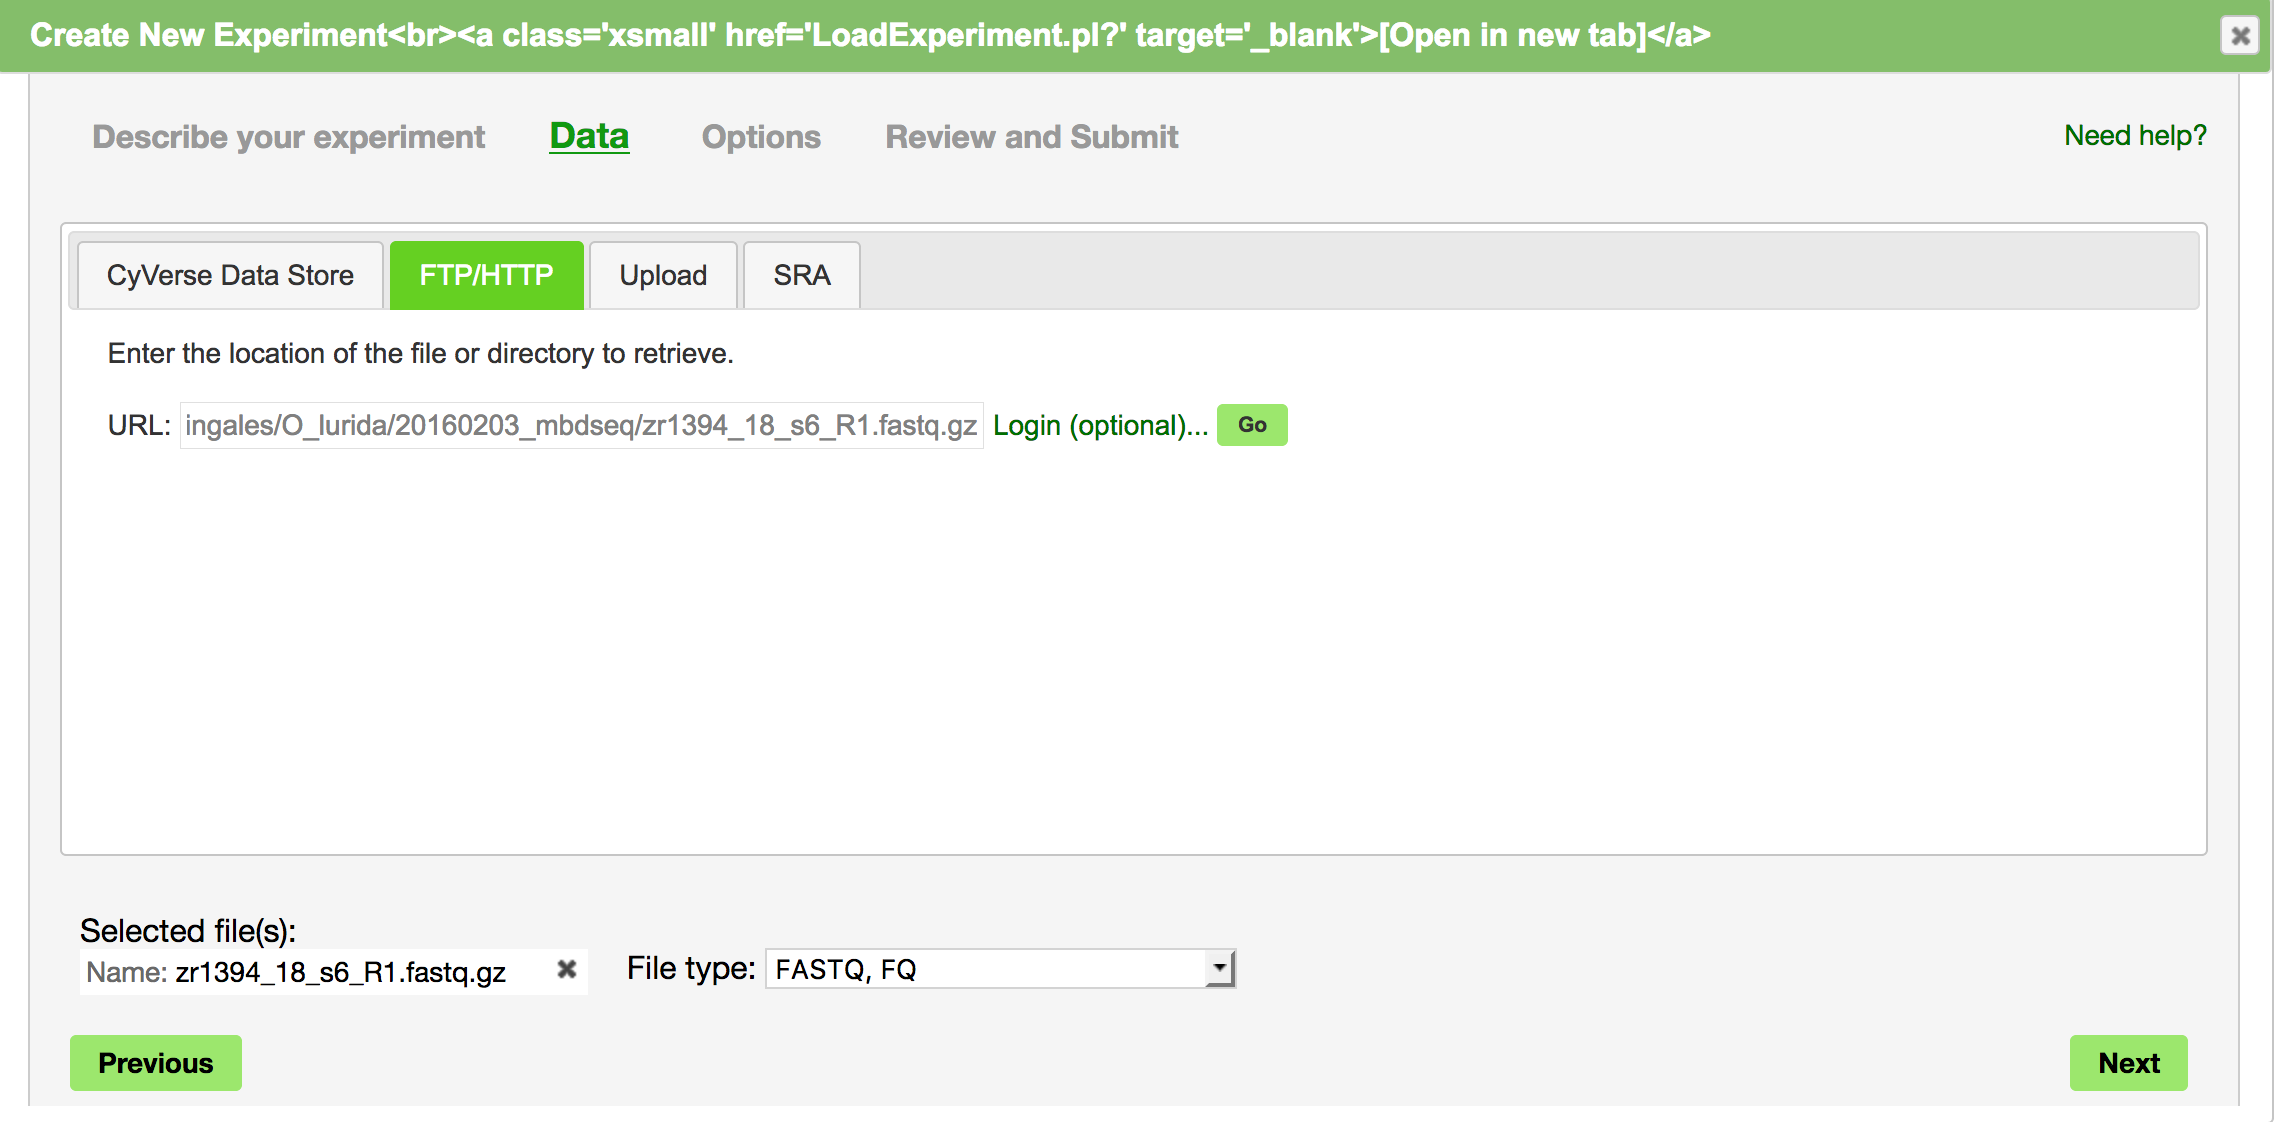 Create New Experiment<br><a class='xsmall' href='LoadExperiment.pl?' target='_blank'>[Open in new tab]</a>
Describe your experiment Data Options Review and Submit Need help?
CyVerse Data Store FTP/HTTP Upload SRA
Enter the location of the file or directory to retrieve.
URL: ingales/O_lurida/20160203_mbdseq/zr1394_18_s6_R1.fastq.gz Login (optional)... Go
Selected file(s):
Name: zr1394_18_s6_R1.fastq.gz File type: FASTQ, FQ
Previous Next